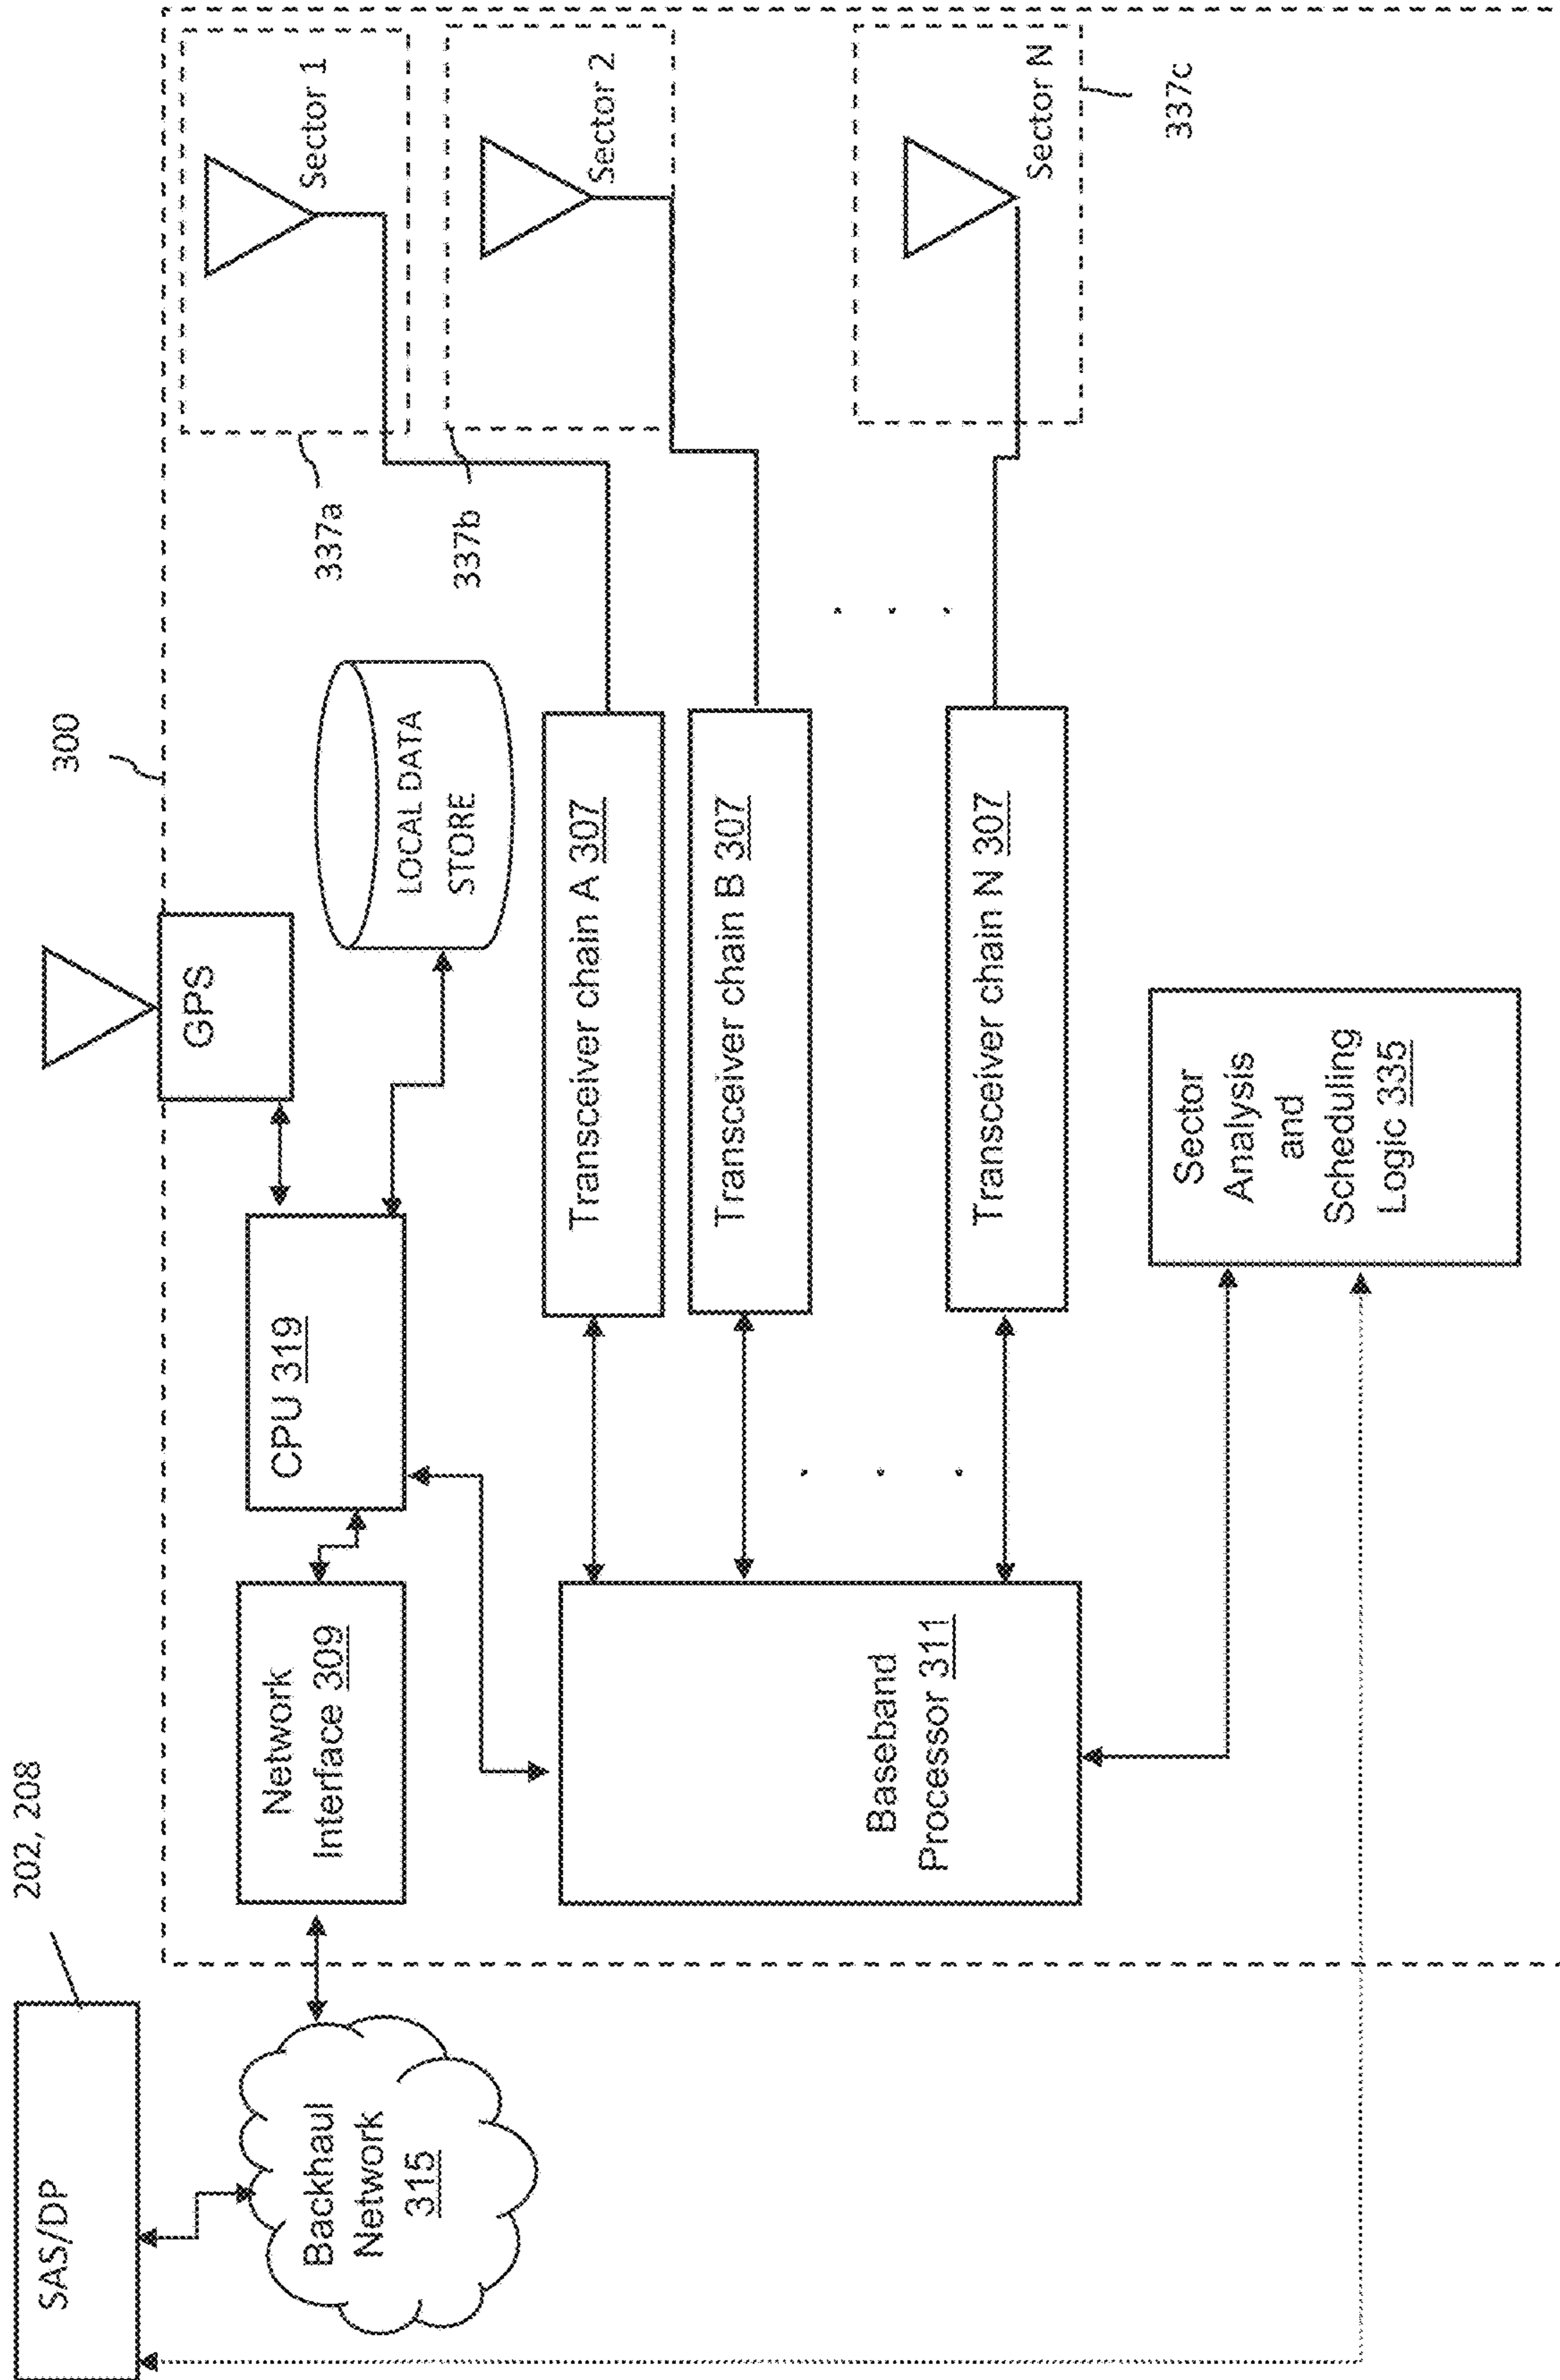 202, 208
SAS/DP
300
GPS
Backhaul
Network
315
Network
Interface 309
CPU 319
LOCAL DATA
STORE
337a
Sector 1
337b
Sector 2
Baseband
Processor 311
Transceiver chain A 307
Transceiver chain B 307
. . .
. . .
Transceiver chain N 307
Sector N
337c
Sector
Analysis
and
Scheduling
Logic 335